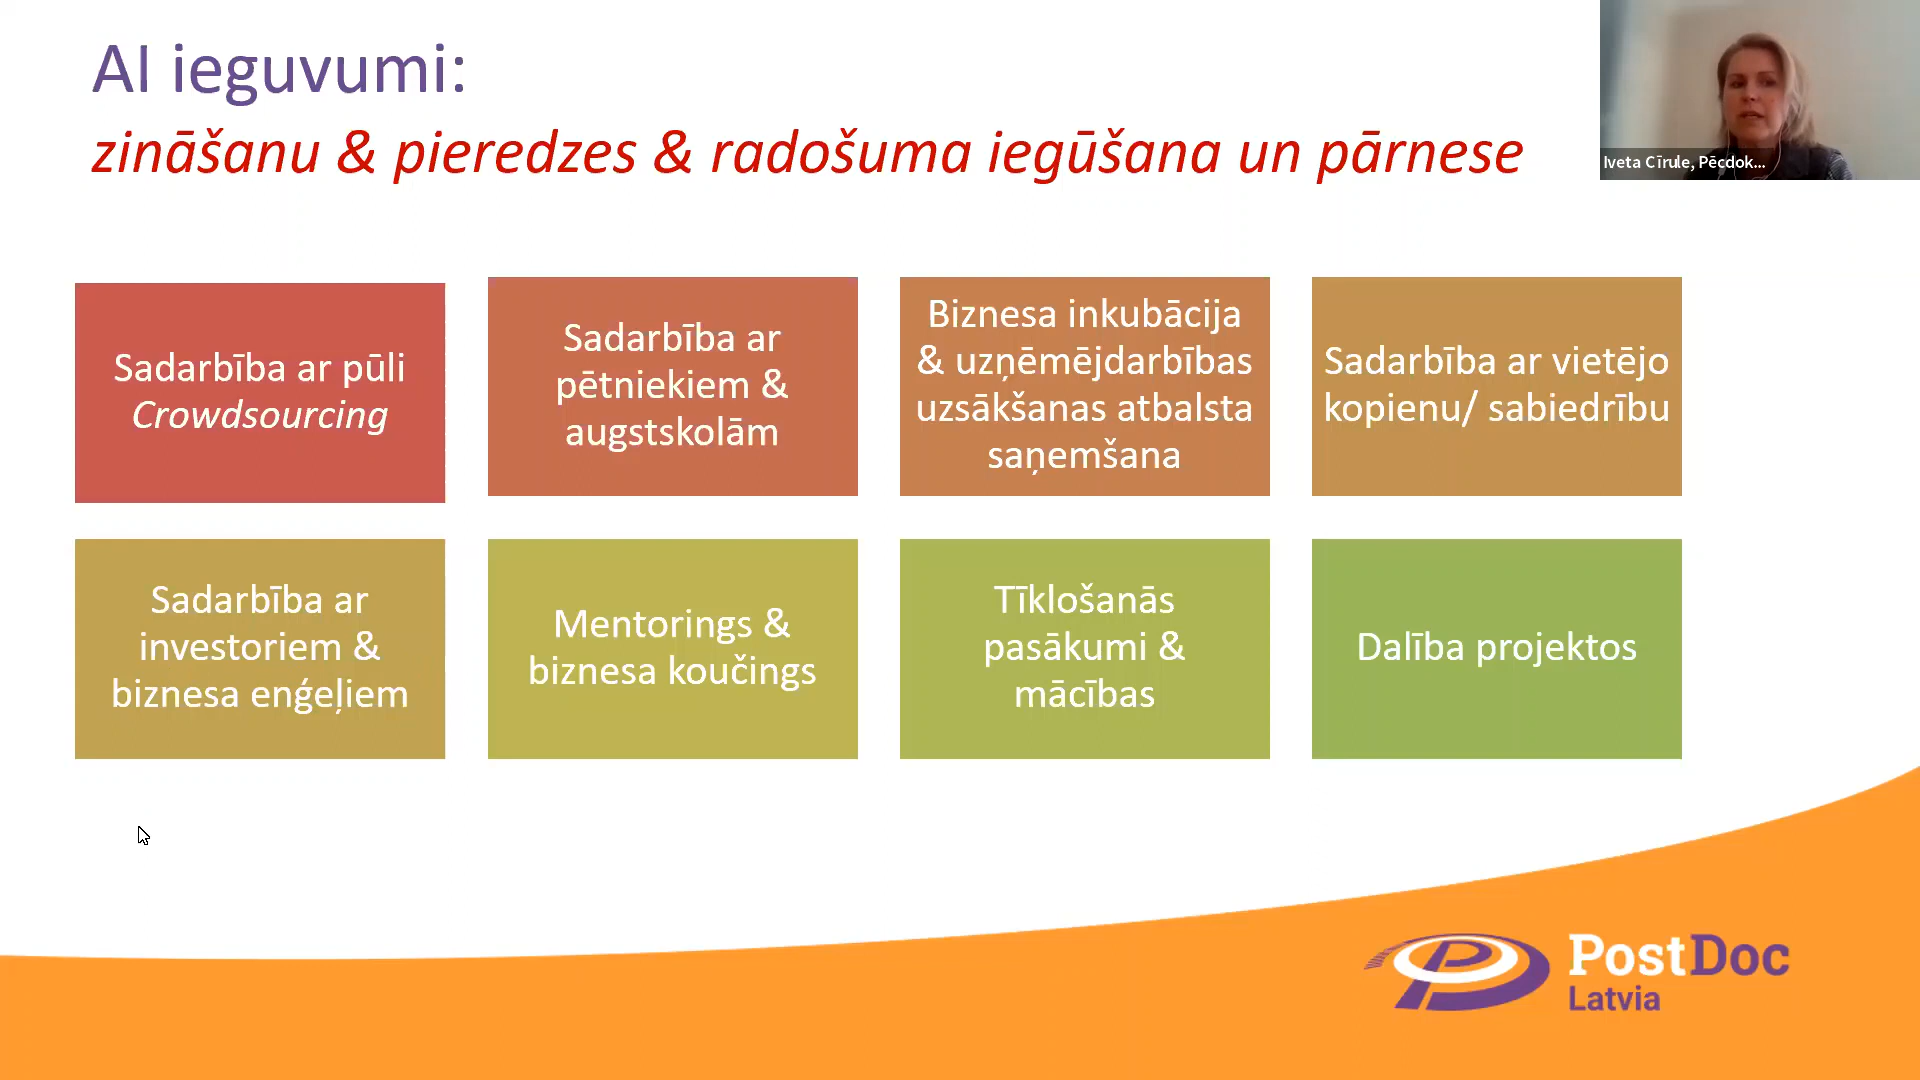 AI ieguvumi:
zināšanu & pieredzes & radošuma iegūšana un pārnese
Iveta Cīrule, Pēcdok...
Sadarbība ar pūli
Crowdsourcing
Sadarbība ar
pētniekiem &
augstskolām
Biznesa inkubācija
& uzņēmējdarbības
uzsākšanas atbalsta
saņemšana
Sadarbība ar vietējo
kopienu/ sabiedrību
Sadarbība ar
investoriem &
biznesa enģeļiem
Mentorings &
biznesa koučings
Tīklošanās
pasākumi &
mācības
Dalība projektos
PostDoc
Latvia